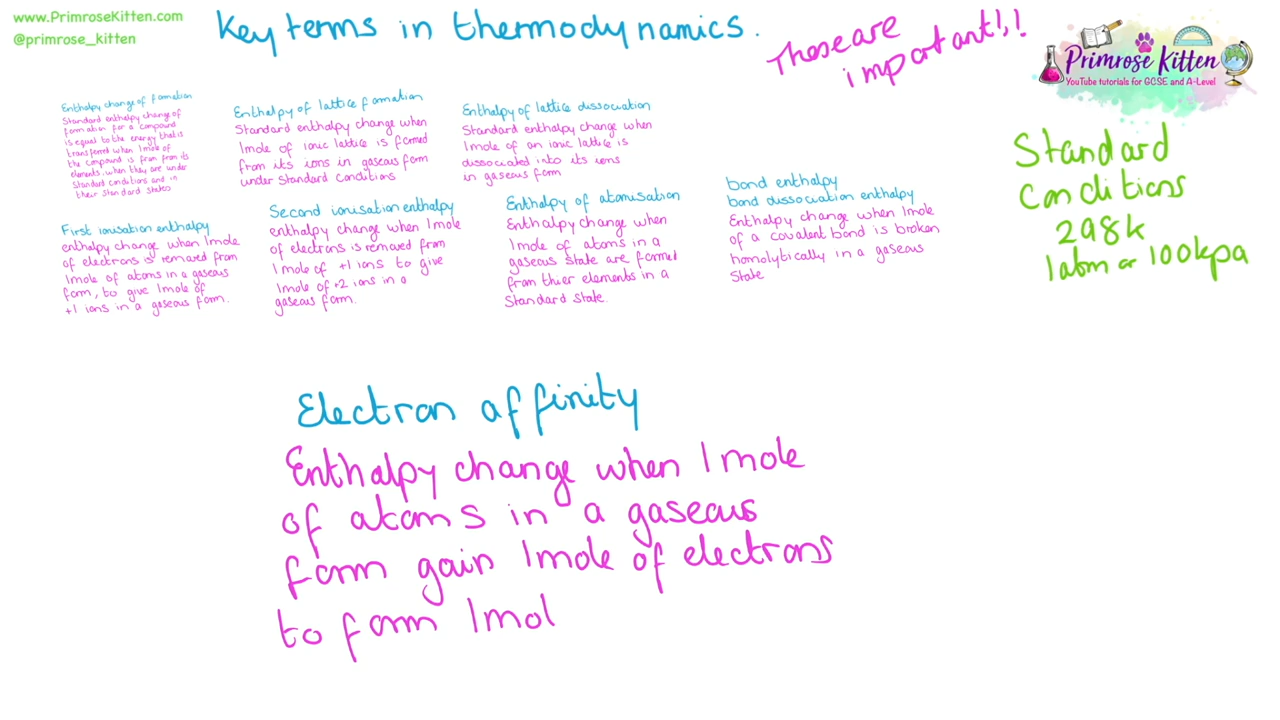 www.PrimroseKitten.com
@primrose_kitten
Key terms in thermodynamics.
These are
important!!!
Primrose Kitten
YouTube tutorials for GCSE and A-Level
Enthalpy change of formation
Standard enthalpy change of
formation for a compound
is equal to the energy that is
transferred when 1mole of
the compound is from from its
elements when they are under
standard conditions and in
their standard states
Enthalpy of lattice formation
Standard enthalpy change when
1mole of ionic lattice is formed
from its ions in gaseous form
under standard conditions
Enthalpy of lattice dissociation
Standard enthalpy change when
1mole of an ionic lattice is
dissociated into its ions
in gaseous form
Standard
conditions
298k
1atm or 100kpa
First ionisation enthalpy
enthalpy change when 1mole
of electrons is removed from
1mole of atoms in a gaseous
form, to give 1mole of
+1 ions in a gaseous form.
Second ionisation enthalpy
enthalpy change when 1mole
of electrons is removed from
1mole of +1 ions to give
1mole of +2 ions in a
gaseous form.
Enthalpy of atomisation
Enthalpy change when
1mole of atoms in a
gaseous state are formed
from thier elements in a
Standard state
bond enthalpy
bond dissociation enthalpy
Enthalpy change when 1mole
of a covalent bond is broken
homolytically in a gaseous
state
Electron affinity
Enthalpy change when 1mole
of atoms in a gaseous
form gain 1mole of electrons
to form 1mol